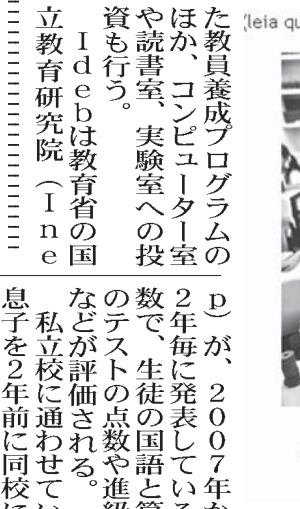 た教員養成プログラムの
ほか、コンピューター室
や読書室、実験室への投
資も行う。
Idebは教育省の国
立教育研究院（Ine
p）が、2007年か
2年毎に発表している
数で、生徒の国語と算
のテストの点数や進級
などが評価される。
私立校に通わせてい
息子を2年前に同校に
(leia qu